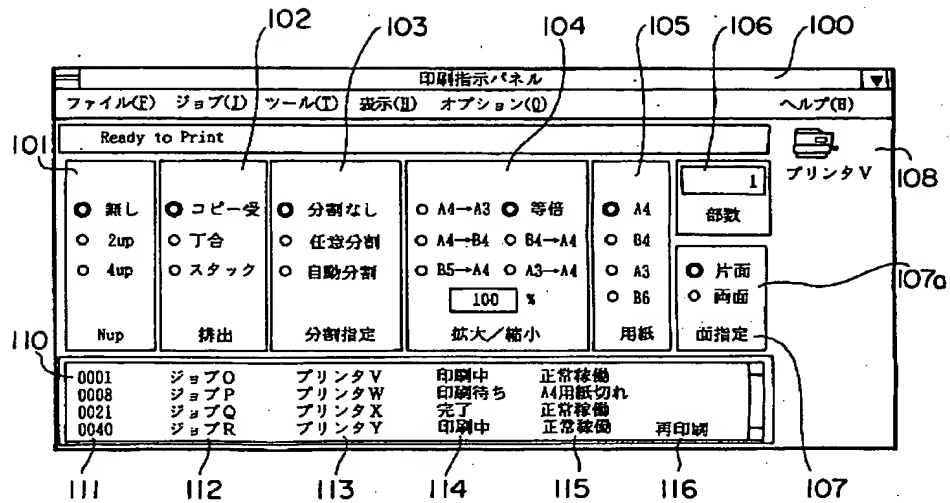 102 103 104 105 106 100
印刷指示パネル
ファイル(F) ジョブ(J) ツール(T) 表示(H) オプション(O) ヘルプ(H)
Ready to Print
101
プリンタV
108
無し
2up
4up
Nup
コピー受
丁合
スタック
排出
分割なし
任意分割
自動分割
分割指定
A4→A3 等倍
A4→B4 B4→A4
B5→A4 A3→A4
100 %
拡大/縮小
A4
B4
A3
B6
用紙
1
部数
片面
両面
面指定
107a
110
0001 ジョブO プリンタV 印刷中 正常稼働
0008 ジョブP プリンタW 印刷待ち A4用紙切れ
0021 ジョブQ プリンタX 完了 正常稼働
0040 ジョブR プリンタY 印刷中 正常稼働 再印刷
111 112 113 114 115 116 107